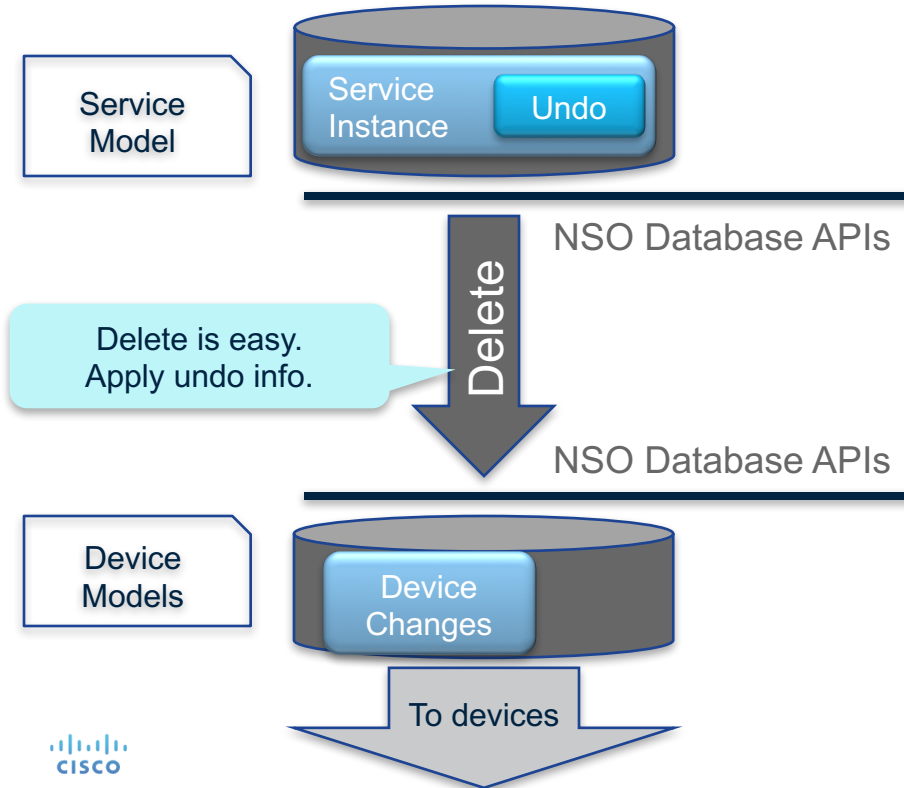 Service
Model
Service
Instance
Undo
NSO Database APIs
Delete
Delete is easy.
Apply undo info.
NSO Database APIs
Device
Models
Device
Changes
To devices
CISCO